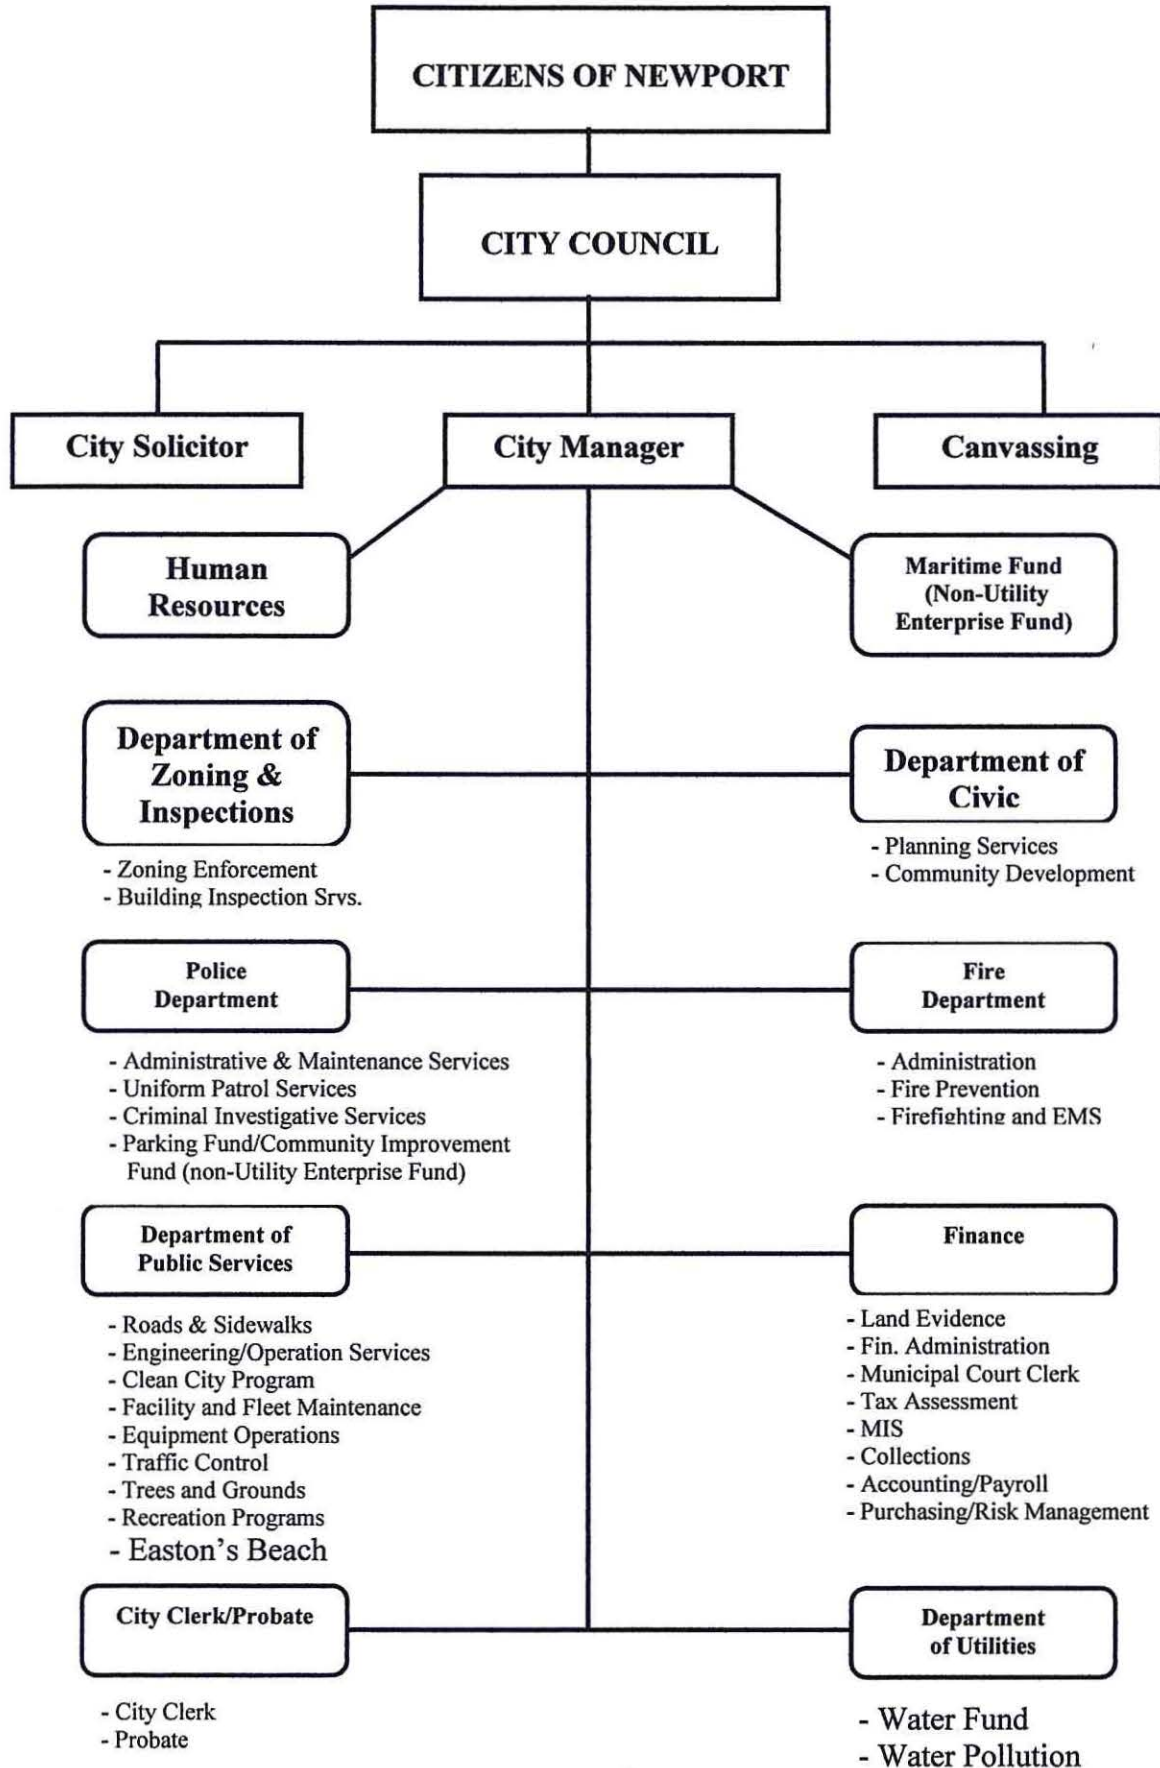 CITIZENS OF NEWPORT
CITY COUNCIL
City Solicitor
City Manager
Canvassing
Human
Resources
Maritime Fund
(Non-Utility
Enterprise Fund)
Department of
Zoning &
Inspections
- Zoning Enforcement
- Building Inspection Srvs.
Department of
Civic
- Planning Services
- Community Development
Police
Department
- Administrative & Maintenance Services
- Uniform Patrol Services
- Criminal Investigative Services
- Parking Fund/Community Improvement
Fund (non-Utility Enterprise Fund)
Fire
Department
- Administration
- Fire Prevention
- Firefighting and EMS
Department of
Public Services
- Roads & Sidewalks
- Engineering/Operation Services
- Clean City Program
- Facility and Fleet Maintenance
- Equipment Operations
- Traffic Control
- Trees and Grounds
- Recreation Programs
- Easton's Beach
Finance
- Land Evidence
- Fin. Administration
- Municipal Court Clerk
- Tax Assessment
- MIS
- Collections
- Accounting/Payroll
- Purchasing/Risk Management
City Clerk/Probate
- City Clerk
- Probate
Department
of Utilities
- Water Fund
- Water Pollution